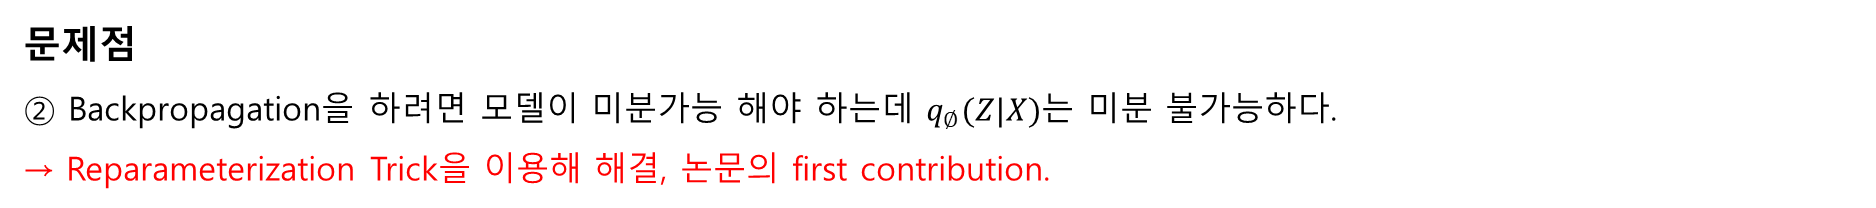 문제점
② Backpropagation을 하려면 모델이 미분가능 해야 하는데 q∅(Z|X)는 미분 불가능하다.
→ Reparameterization Trick을 이용해 해결, 논문의 first contribution.